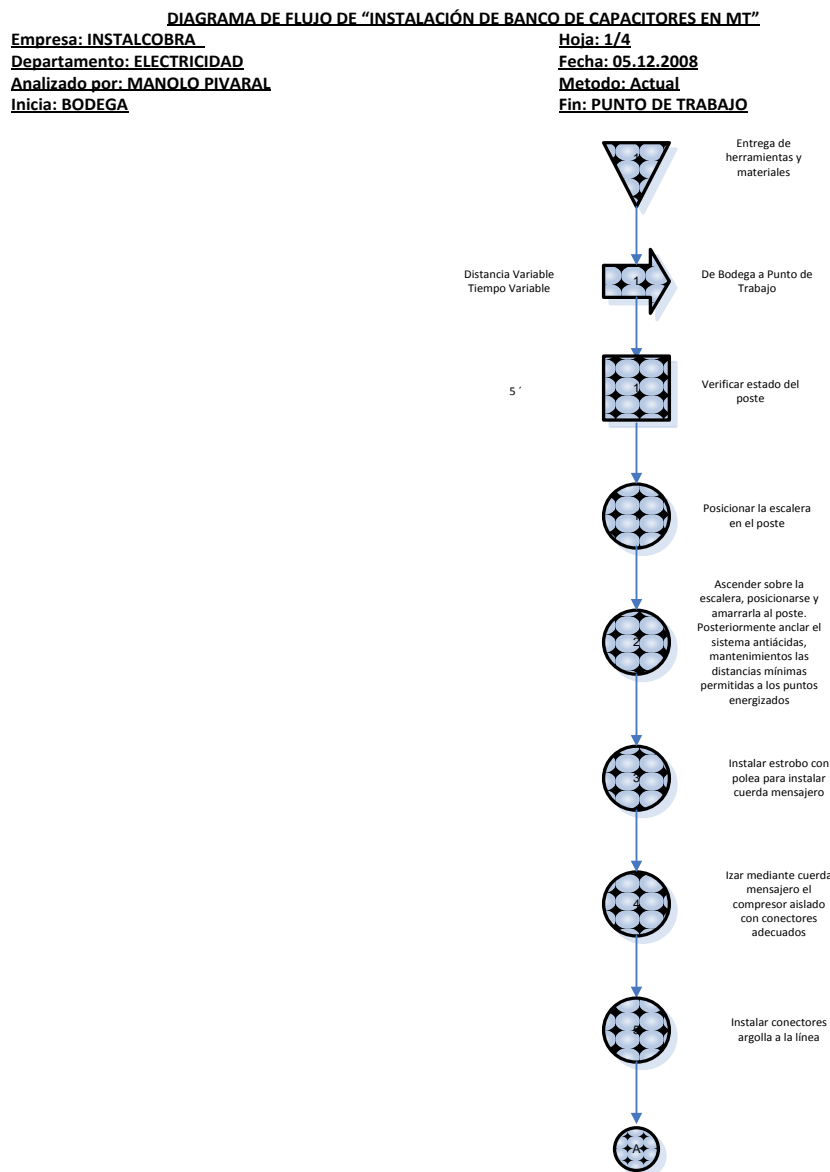 DIAGRAMA DE FLUJO DE “INSTALACIÓN DE BANCO DE CAPACITORES EN MT”
Empresa: INSTALCOBRA
Hoja: 1/4
Departamento: ELECTRICIDAD
Fecha: 05.12.2008
Analizado por: MANOLO PIVARAL
Metodo: Actual
Inicia: BODEGA
Fin: PUNTO DE TRABAJO
1
Entrega de
herramientas y
materiales
Distancia Variable
Tiempo Variable
1
De Bodega a Punto de
Trabajo
5 ´
1
Verificar estado del
poste
1
Posicionar la escalera
en el poste
2
Ascender sobre la
escalera, posicionarse y
amarrarla al poste.
Posteriormente anclar el
sistema antiácidas,
mantenimientos las
distancias mínimas
permitidas a los puntos
energizados
3
Instalar estrobo con
polea para instalar
cuerda mensajero
4
Izar mediante cuerda
mensajero el
compresor aislado
con conectores
adecuados
5
Instalar conectores
argolla a la línea
A